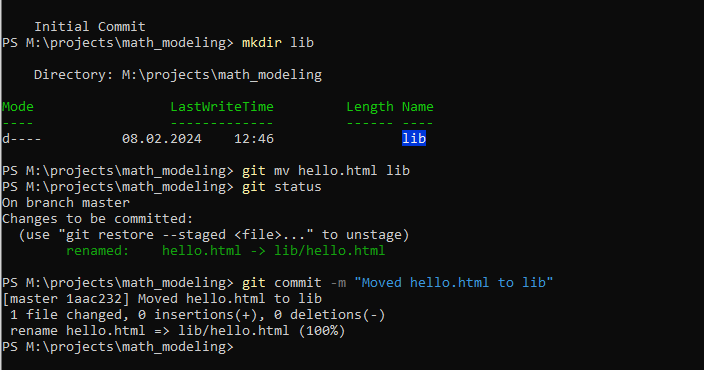 Initial Commit
PS M:\projects\math_modeling> mkdir lib
Directory: M:\projects\math_modeling
Mode LastWriteTime Length Name
---- ------------- ------ ----
d---- 08.02.2024 12:46 lib
PS M:\projects\math_modeling> git mv hello.html lib
PS M:\projects\math_modeling> git status
On branch master
Changes to be committed:
(use "git restore --staged <file>..." to unstage)
renamed: hello.html -> lib/hello.html
PS M:\projects\math_modeling> git commit -m "Moved hello.html to lib"
[master 1aac232] Moved hello.html to lib
1 file changed, 0 insertions(+), 0 deletions(-)
rename hello.html => lib/hello.html (100%)
PS M:\projects\math_modeling>